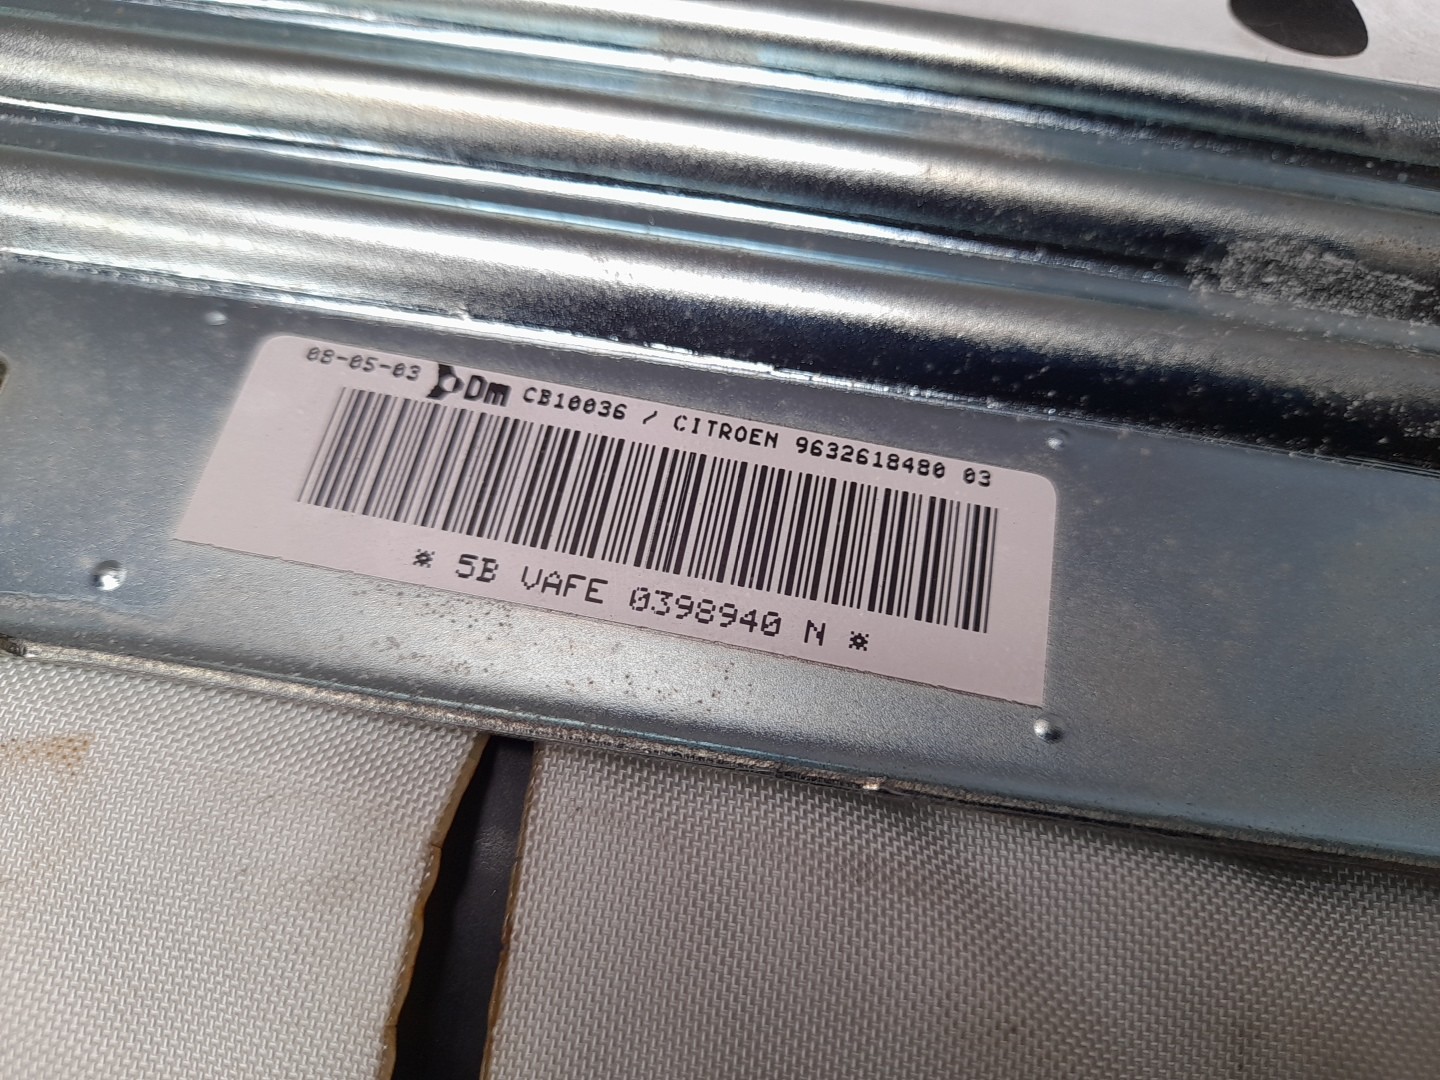 08-05-03 Dm CB10036 / CITROEN 9632618480 03
* 5B VAFE 0398940 N *